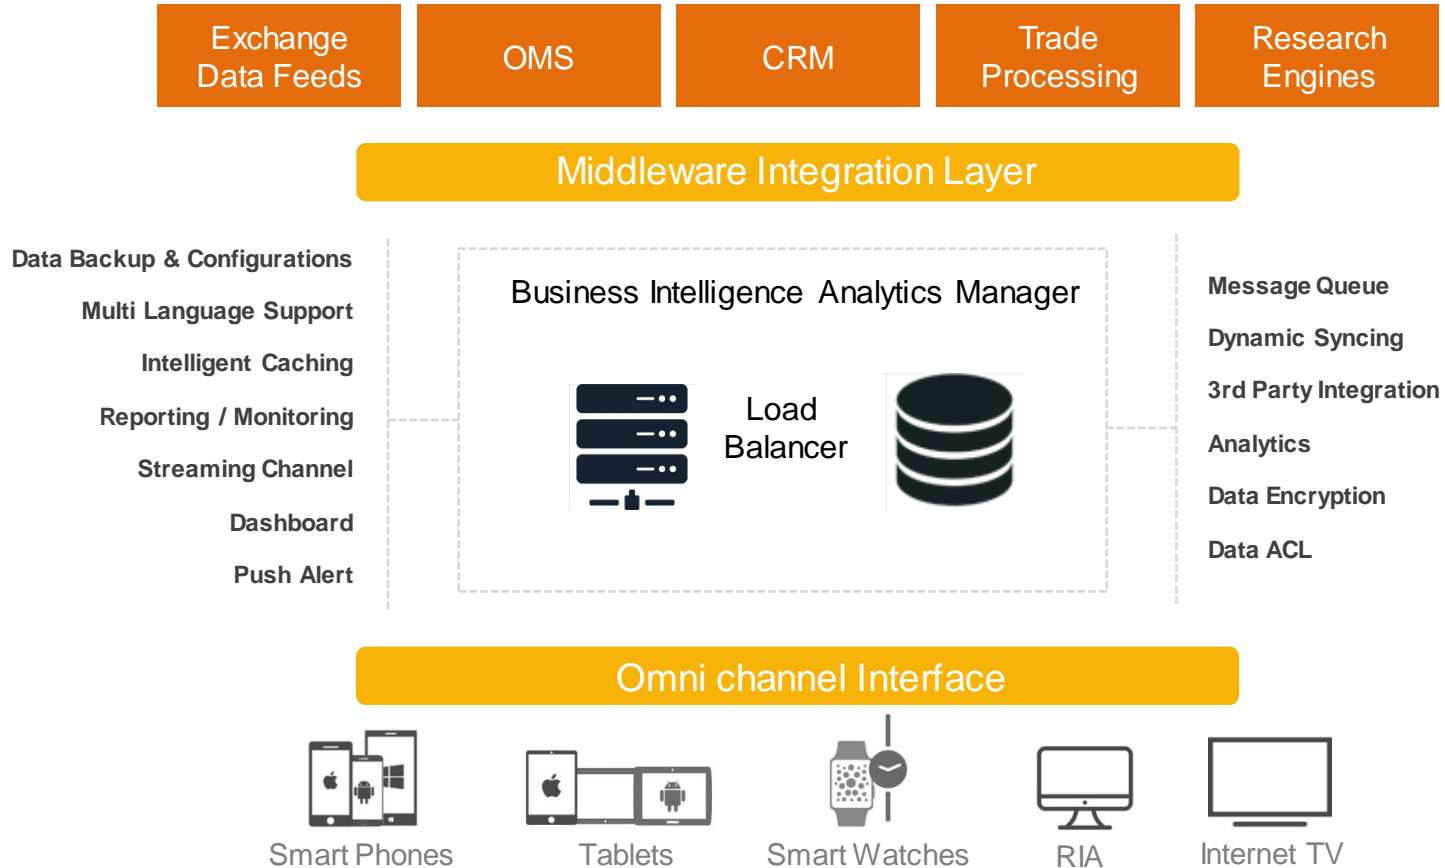 Exchange
Data Feeds
OMS
CRM
Trade
Processing
Research
Engines
Middleware Integration Layer
Data Backup & Configurations
Multi Language Support
Intelligent Caching
Reporting / Monitoring
Streaming Channel
Dashboard
Push Alert
Business Intelligence Analytics Manager
Load
Balancer
Message Queue
Dynamic Syncing
3rd Party Integration
Analytics
Data Encryption
Data ACL
Omni channel Interface
Smart Phones
Tablets
Smart Watches
RIA
Internet TV